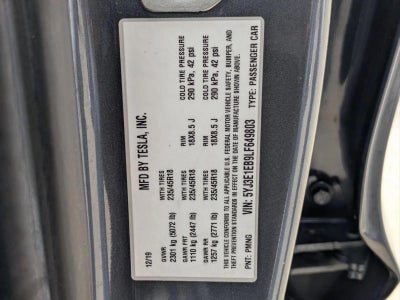 MFD BY TESLA, INC.
12/19
GVWR
2301 kg (5072 lb)
GAWR FRT WITH TIRES RIM COLD TIRE PRESSURE
1110 kg (2447 lb) 235/45R18 18X8.5 J 290 kPa, 42 psi
GAWR RR WITH TIRES RIM COLD TIRE PRESSURE
1257 kg (2771 lb) 235/45R18 18X8.5 J 290 kPa, 42 psi
THIS VEHICLE CONFORMS TO ALL APPLICABLE U.S. FEDERAL MOTOR VEHICLE SAFETY, BUMPER, AND
THEFT PREVENTION STANDARDS IN EFFECT ON THE DATE OF MANUFACTURE SHOWN ABOVE.
VIN: 5YJ3E1EB9LF649803 TYPE: PASSENGER CAR
PNT: PMNG